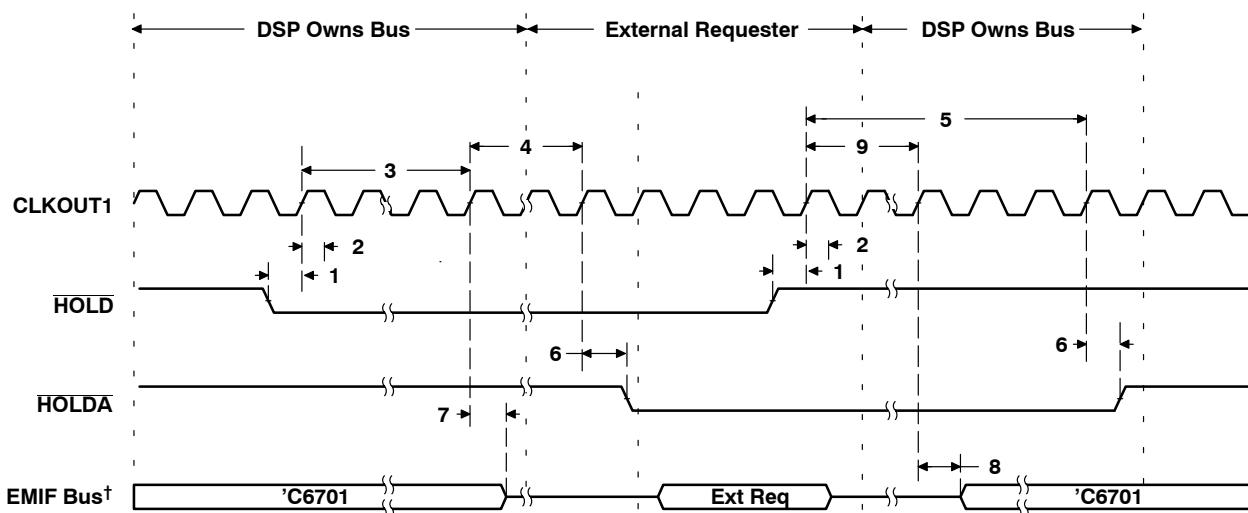 DSP Owns Bus External Requester DSP Owns Bus
5
4 9
3
CLKOUT1
2 2
1 1
HOLD
6 6
HOLDA
7
8
EMIF Bus† ’C6701 Ext Req ’C6701